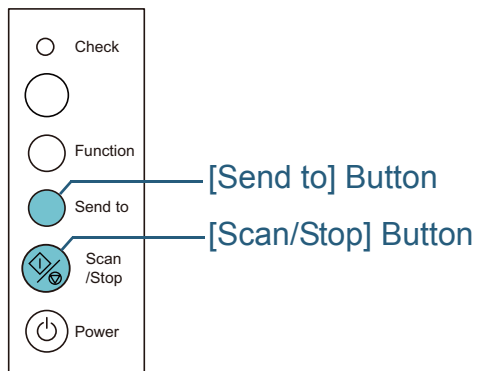 Check
Function
[Send to] Button
Send to
[Scan/Stop] Button
Scan
/Stop
Power